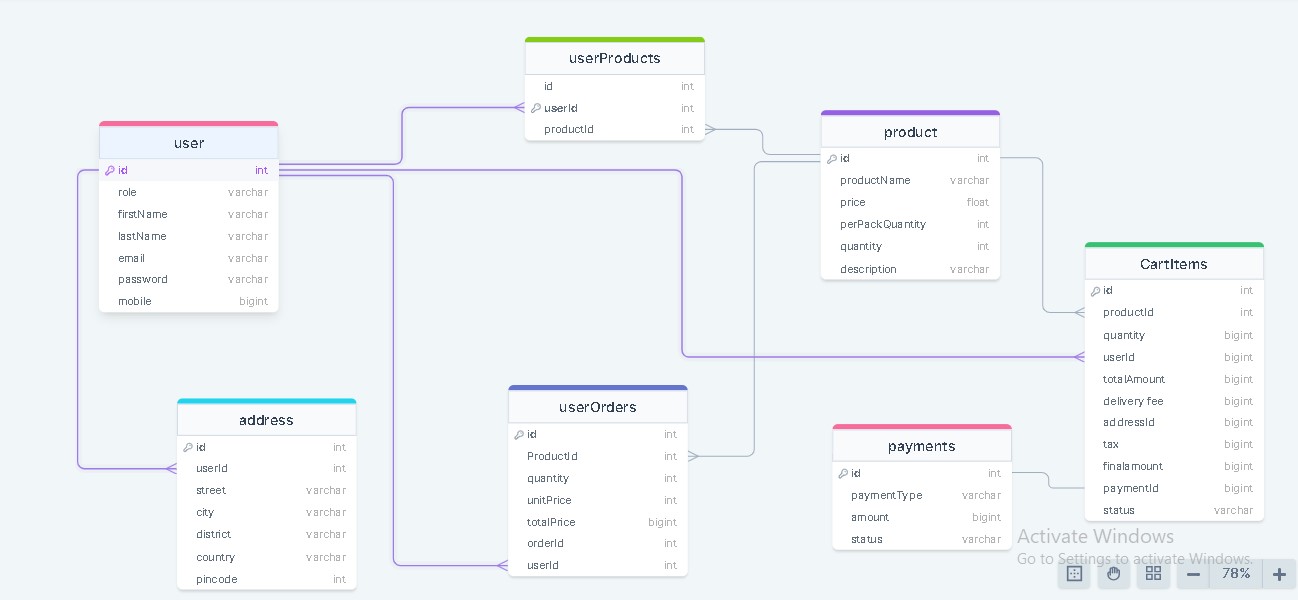 userProducts
id int
userId int
productId int
user
id int
role varchar
firstName varchar
lastName varchar
email varchar
password varchar
mobile bigint
product
id int
productName varchar
price float
perPackQuantity int
quantity int
description varchar
CartItems
id int
productId int
quantity bigint
userId bigint
totalAmount bigint
delivery fee bigint
addressId bigint
tax bigint
finalamount bigint
paymentId bigint
status varchar
address
id int
userId int
street varchar
city varchar
district varchar
country varchar
pincode int
userOrders
id int
ProductId int
quantity int
unitPrice int
totalPrice bigint
orderId int
userId int
payments
id int
paymentType varchar
amount bigint
status varchar
Activate Windows
Go to Settings to activate Windows.
78%